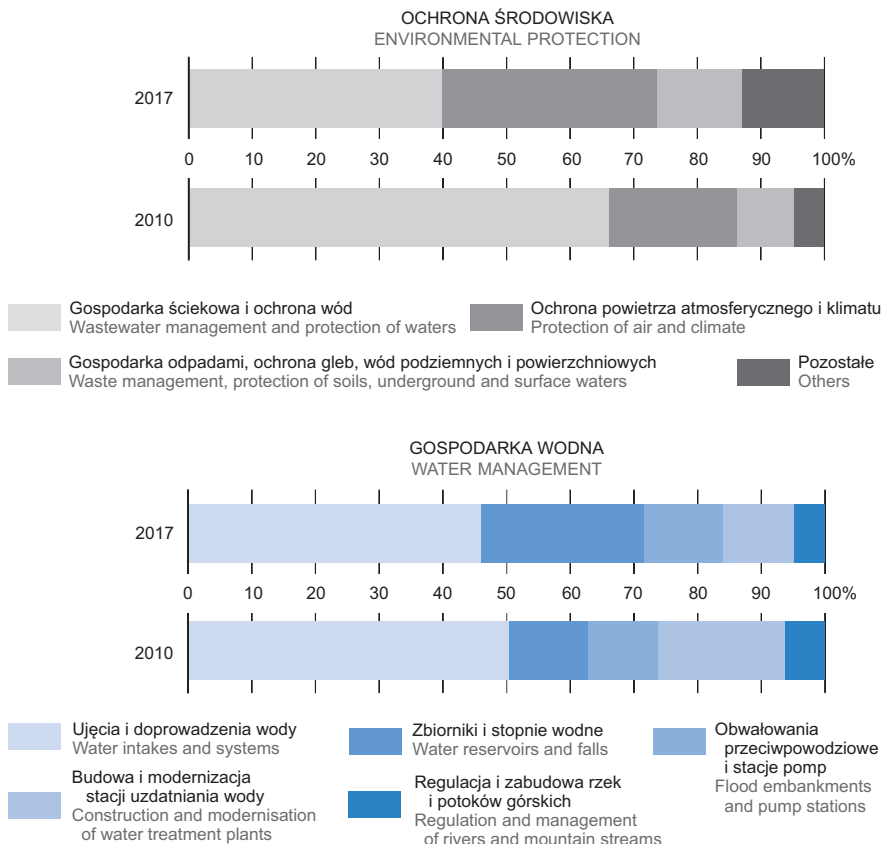 OCHRONA ŚRODOWISKA
ENVIRONMENTAL PROTECTION
2017
0 10 20 30 40 50 60 70 80 90 100%
2010
Gospodarka ściekowa i ochrona wód
Wastewater management and protection of waters
Ochrona powietrza atmosferycznego i klimatu
Protection of air and climate
Gospodarka odpadami, ochrona gleb, wód podziemnych i powierzchniowych
Waste management, protection of soils, underground and surface waters
Pozostałe
Others
GOSPODARKA WODNA
WATER MANAGEMENT
2017
0 10 20 30 40 50 60 70 80 90 100%
2010
Ujęcia i doprowadzenia wody
Water intakes and systems
Zbiorniki i stopnie wodne
Water reservoirs and falls
Obwałowania
przeciwpowodziowe
i stacje pomp
Flood embankments
and pump stations
Budowa i modernizacja
stacji uzdatniania wody
Construction and modernisation
of water treatment plants
Regulacja i zabudowa rzek
i potoków górskich
Regulation and management
of rivers and mountain streams